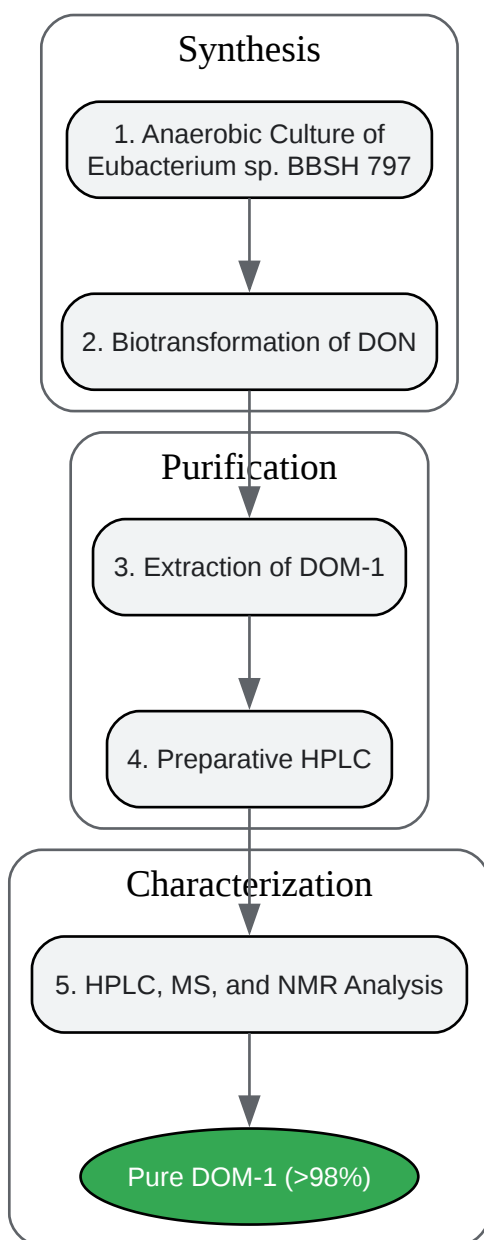 Synthesis
1. Anaerobic Culture of
Eubacterium sp. BBSH 797
2. Biotransformation of DON
Purification
3. Extraction of DOM-1
4. Preparative HPLC
Characterization
5. HPLC, MS, and NMR Analysis
Pure DOM-1 (>98%)